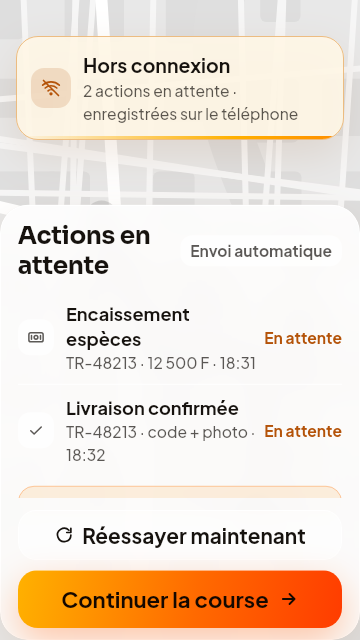 Hors connexion
2 actions en attente ·
enregistrées sur le téléphone
Actions en
attente
Envoi automatique
Encaissement
espèces
TR-48213 · 12 500 F · 18:31
En attente
Livraison confirmée
TR-48213 · code + photo ·
18:32
En attente
Réessayer maintenant
Continuer la course →